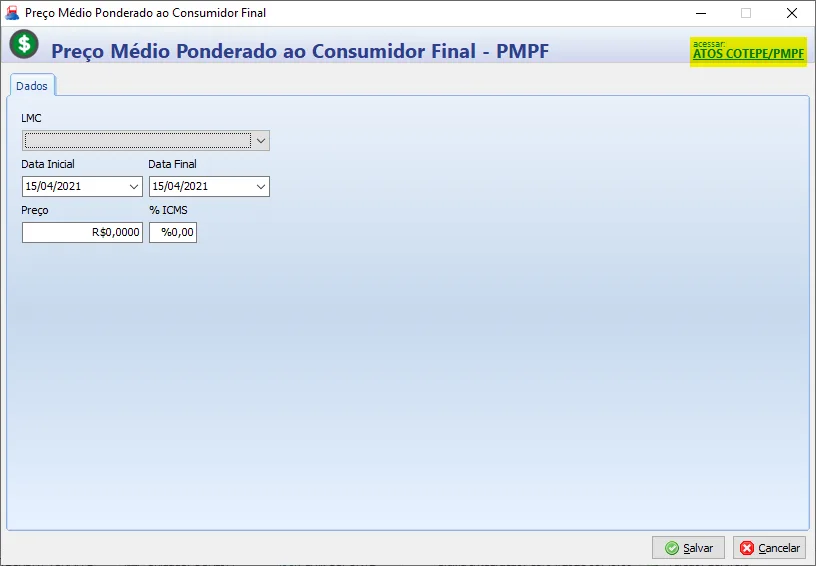 Preço Médio Ponderado ao Consumidor Final
Preço Médio Ponderado ao Consumidor Final - PMPF
acessar:
ATOS COTEPE/PMPF
Dados
LMC
Data Inicial Data Final
15/04/2021 15/04/2021
Preço % ICMS
R$0,0000 %0,00
Salvar Cancelar